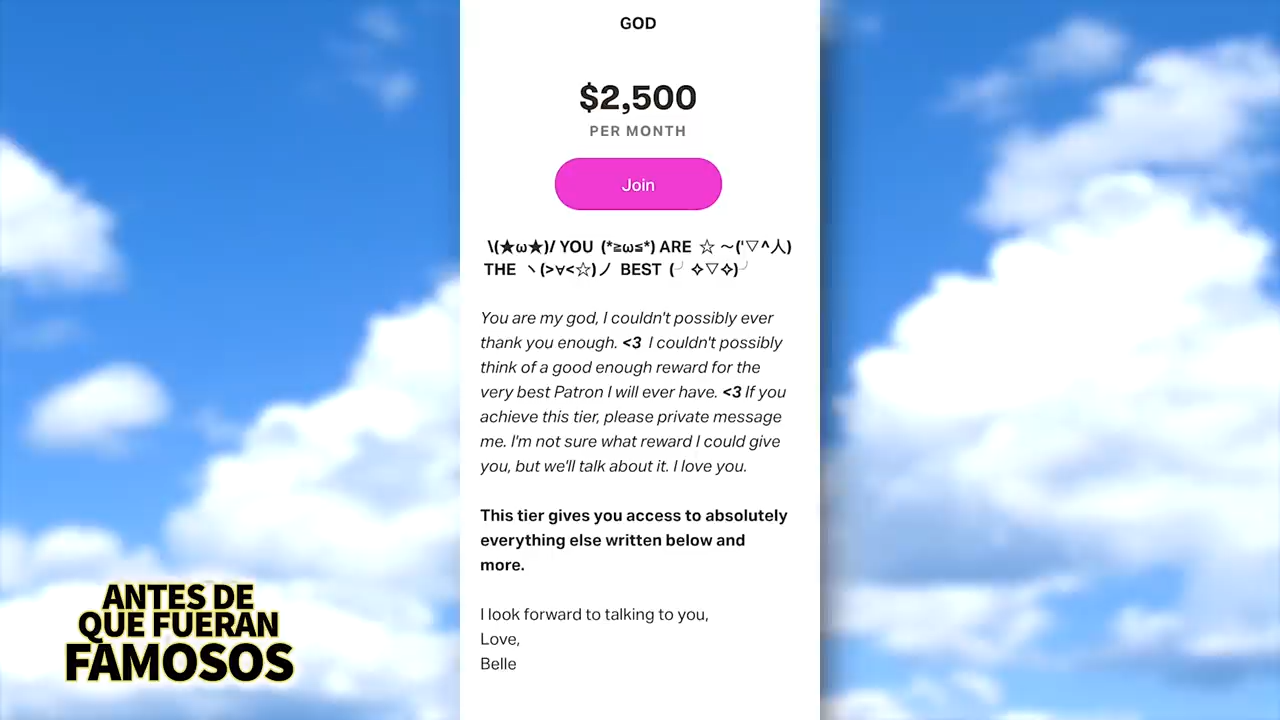 GOD
$2,500
PER MONTH
Join
\(★ω★)/ YOU (*≧ω≦*) ARE ☆ ～('▽^人)
THE ヽ(>∀<☆)ノ BEST (╯✧▽✧)╯
You are my god, I couldn't possibly ever
thank you enough. <3 I couldn't possibly
think of a good enough reward for the
very best Patron I will ever have. <3 If you
achieve this tier, please private message
me. I'm not sure what reward I could give
you, but we'll talk about it. I love you.
This tier gives you access to absolutely
everything else written below and
more.
I look forward to talking to you,
Love,
Belle
ANTES DE
QUE FUERAN
FAMOSOS